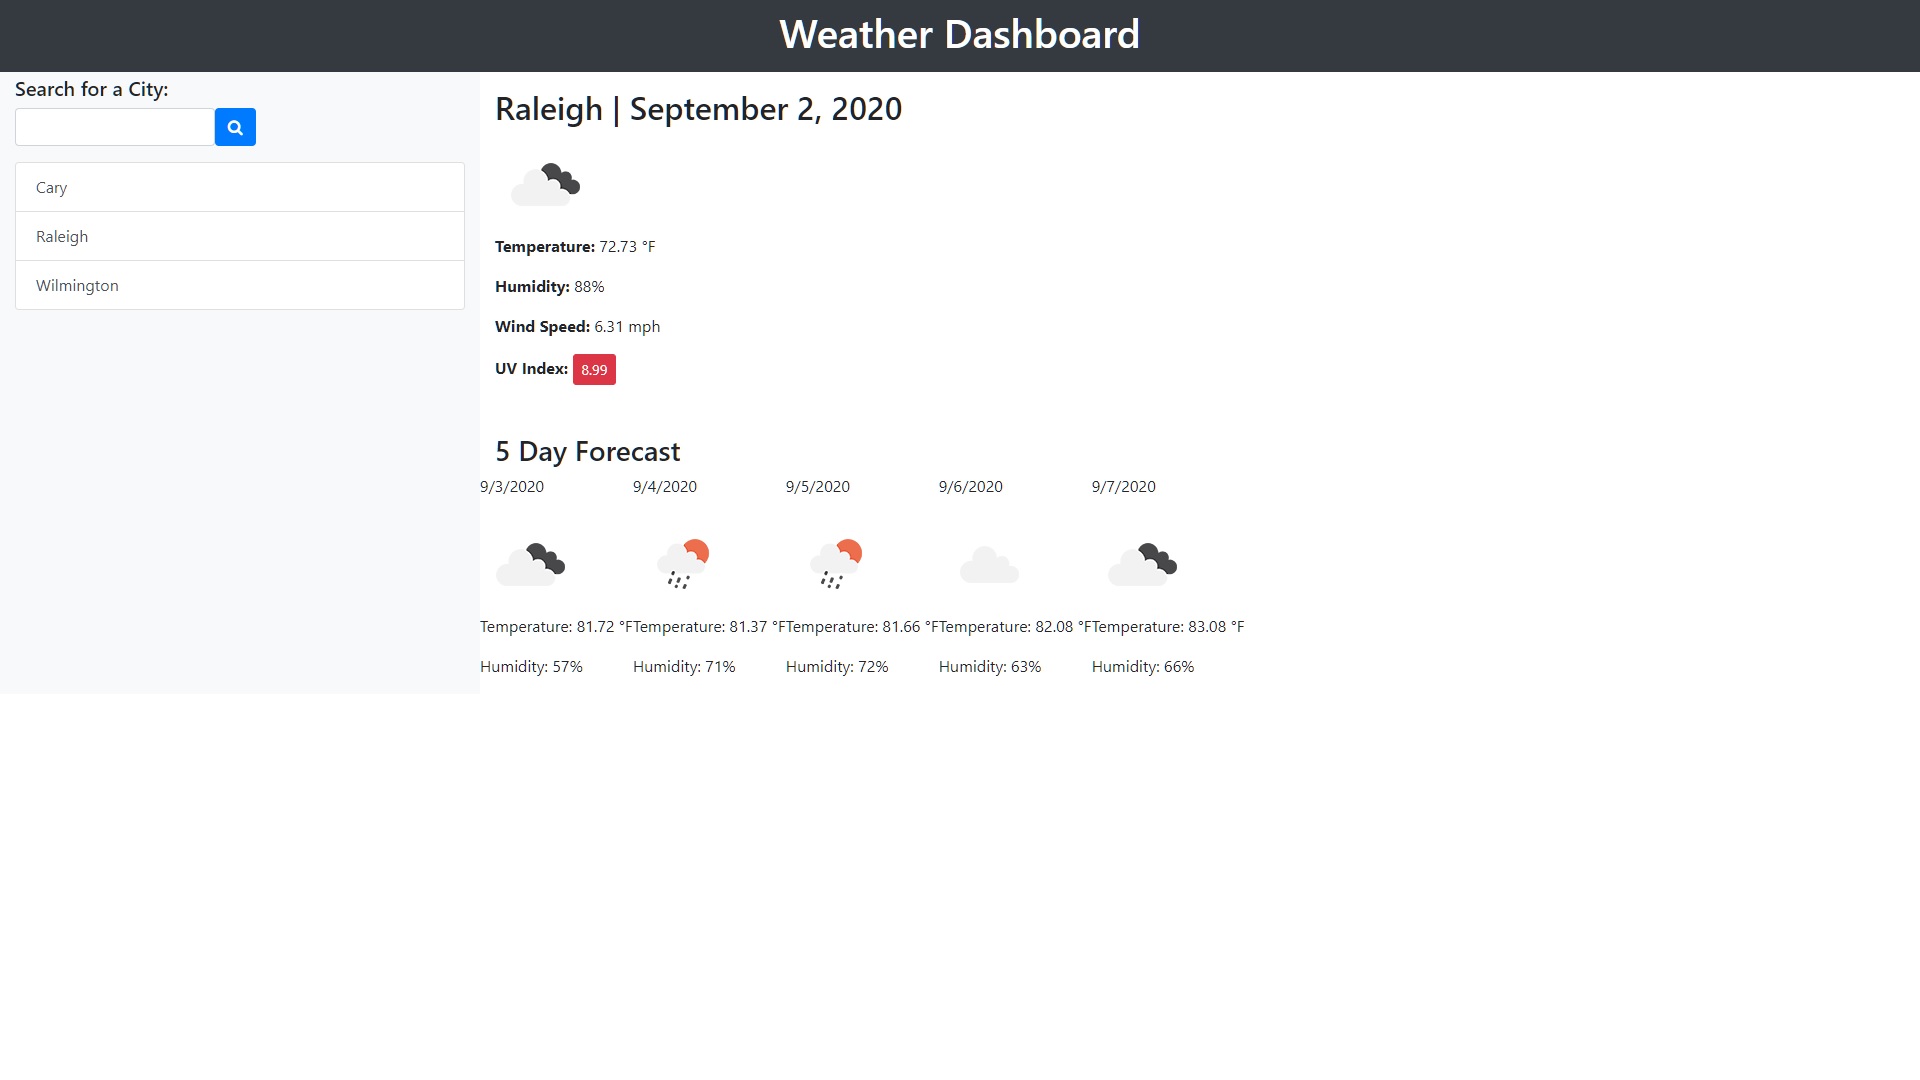 Weather Dashboard
Search for a City:
Cary
Raleigh
Wilmington
Raleigh | September 2, 2020
Temperature: 72.73 °F
Humidity: 88%
Wind Speed: 6.31 mph
UV Index: 8.99
5 Day Forecast
9/3/2020 9/4/2020 9/5/2020 9/6/2020 9/7/2020
Temperature: 81.72 °F Temperature: 81.37 °F Temperature: 81.66 °F Temperature: 82.08 °F Temperature: 83.08 °F
Humidity: 57% Humidity: 71% Humidity: 72% Humidity: 63% Humidity: 66%